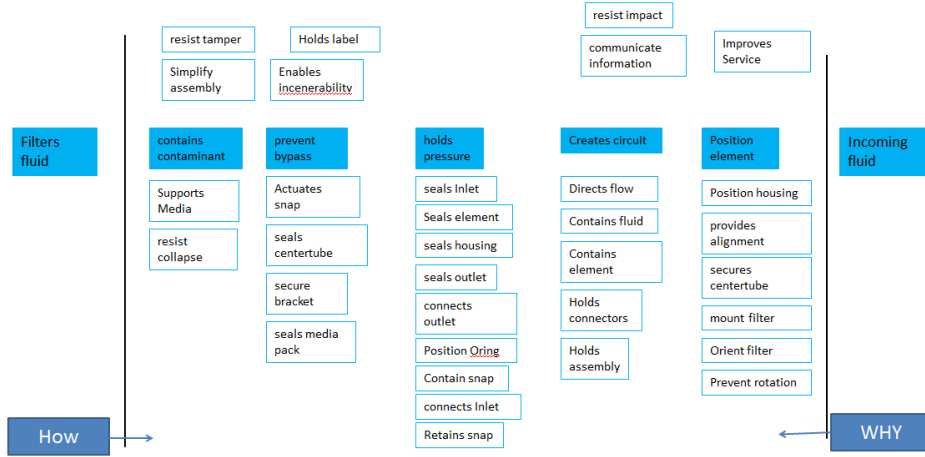 resist tamper
Holds label
resist impact
Simplify
assembly
Enables
incenerability
communicate
information
Improves
Service
Filters
fluid
contains
contaminant
prevent
bypass
holds
pressure
Creates circuit
Position
element
Incoming
fluid
Supports
Media
resist
collapse
Actuates
snap
seals
centertube
secure
bracket
seals media
pack
seals Inlet
Seals element
seals housing
seals outlet
connects
outlet
Position Oring
Contain snap
connects Inlet
Retains snap
Directs flow
Contains fluid
Contains
element
Holds
connectors
Holds
assembly
Position housing
provides
alignment
secures
centertube
mount filter
Orient filter
Prevent rotation
How
WHY